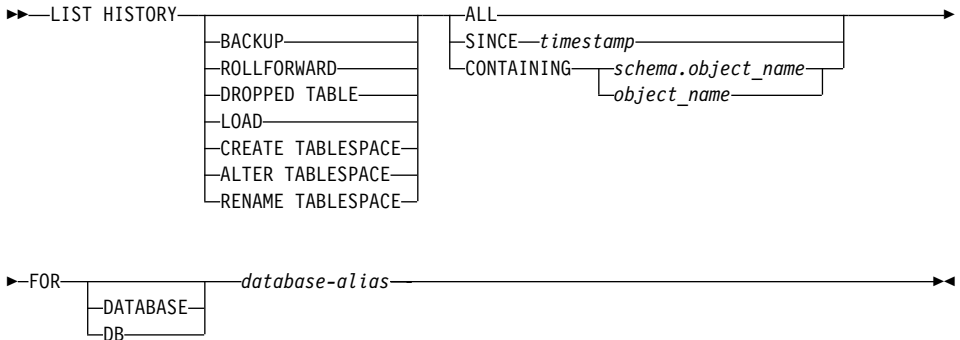 LIST HISTORY ALL
BACKUP SINCE timestamp
ROLLFORWARD CONTAINING schema.object_name
DROPPED TABLE object_name
LOAD
CREATE TABLESPACE
ALTER TABLESPACE
RENAME TABLESPACE
FOR database-alias
DATABASE
DB